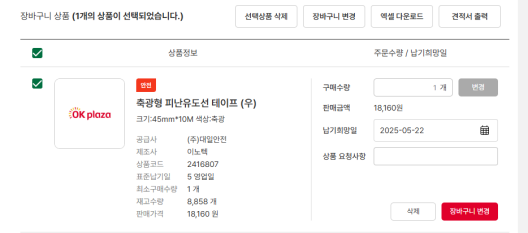 장바구니 상품 (1개의 상품이 선택되었습니다.)
선택상품 삭제
장바구니 변경
엑셀 다운로드
견적서 출력
상품정보
주문수량 / 납기희망일
OK plaza
안전
축광형 피난유도선 테이프 (우)
크기:45mm*10M 색상:축광
공급사 (주)대일안전
제조사 이노텍
상품코드 2416807
표준납기일 5 영업일
최소구매수량 1 개
재고수량 8,858 개
판매가격 18,160 원
구매수량 1 개 변경
판매금액 18,160원
납기희망일 2025-05-22
상품 요청사항
삭제
장바구니 변경